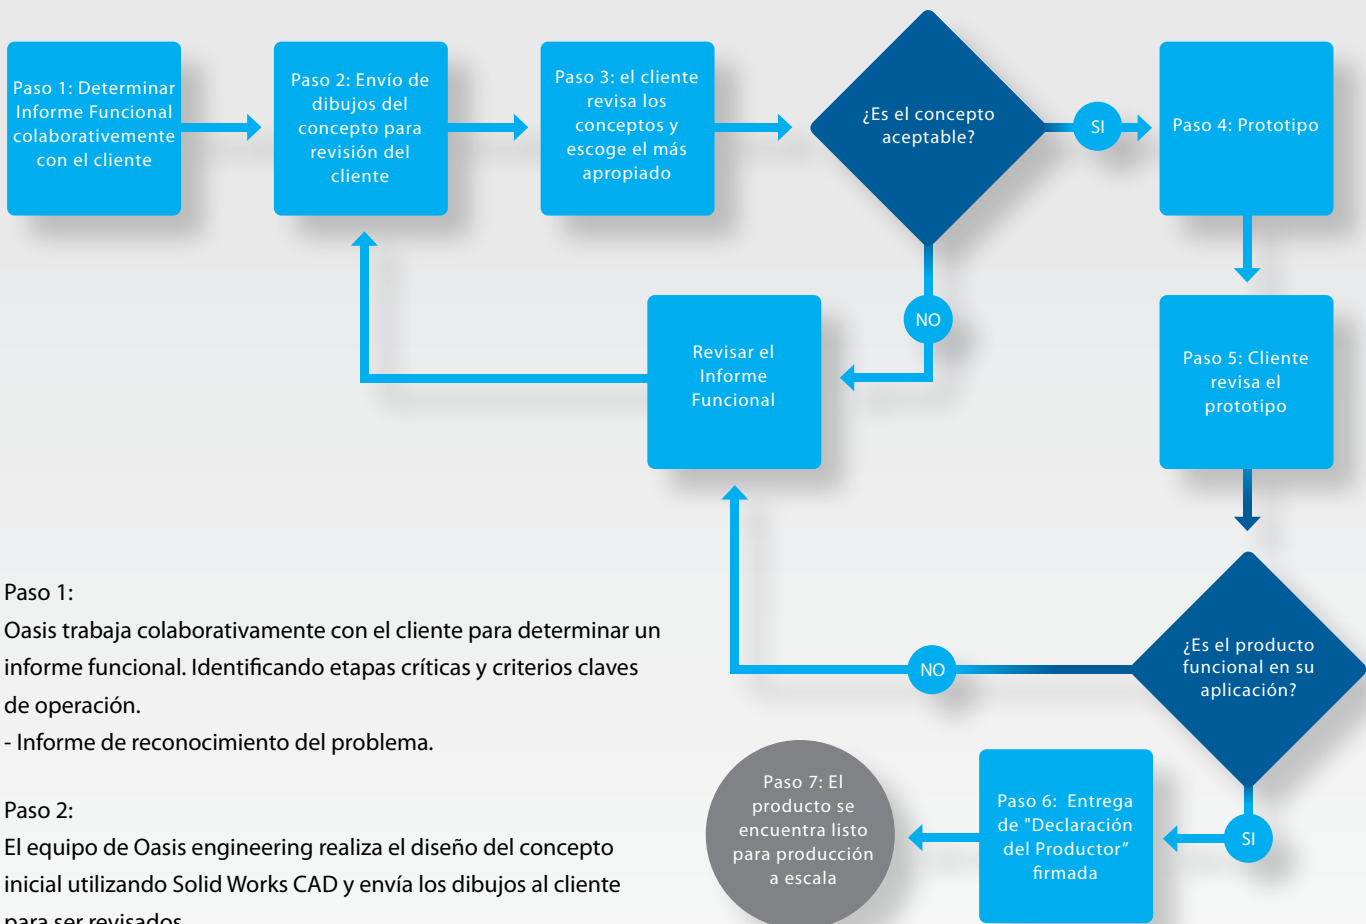 Paso 1: Determinar
Informe Funcional
colaborativamente
con el cliente
Paso 2: Envío de
dibujos del
concepto para
revisión del
cliente
Paso 3: el cliente
revisa los
conceptos y
escoge el más
apropiado
¿Es el concepto
aceptable?
SI
Paso 4: Prototipo
NO
Revisar el
Informe
Funcional
Paso 5: Cliente
revisa el
prototipo
¿Es el producto
funcional en su
aplicación?
NO
SI
Paso 6: Entrega
de "Declaración
del Productor”
firmada
Paso 7: El
producto se
encuentra listo
para producción
a escala
Paso 1:
Oasis trabaja colaborativamente con el cliente para determinar un
informe funcional. Identificando etapas críticas y criterios claves
de operación.
- Informe de reconocimiento del problema.
Paso 2:
El equipo de Oasis engineering realiza el diseño del concepto
inicial utilizando Solid Works CAD y envía los dibujos al cliente
para ser revisados